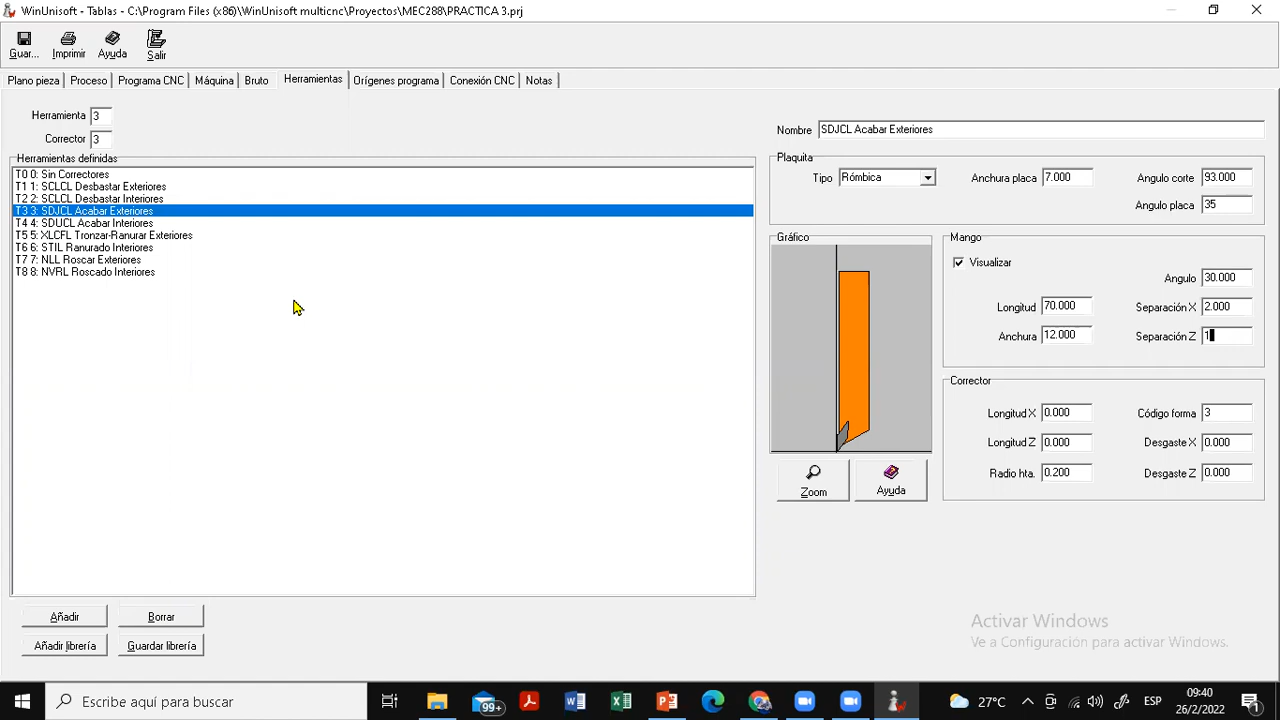 WinUnisoft - Tablas - C:\Program Files (x86)\WinUnisoft multicnc\Proyectos\MEC288\PRACTICA 3.prj
Guar... Imprimir Ayuda Salir
Plano pieza Proceso Programa CNC Máquina Bruto Herramientas Orígenes programa Conexión CNC Notas
Herramienta 3
Corrector 3
Herramientas definidas
T0 0: Sin Correctores
T1 1: SCLCL Desbastar Exteriores
T2 2: SCLCL Desbastar Interiores
T3 3: SDJCL Acabar Exteriores
T4 4: SDUCL Acabar Interiores
T5 5: XLCFL Tronzar-Ranurar Exteriores
T6 6: STIL Ranurado Interiores
T7 7: NLL Roscar Exteriores
T8 8: NVRL Roscado Interiores
Añadir Borrar
Añadir librería Guardar librería
Nombre SDJCL Acabar Exteriores
Plaquita
Tipo Rómbica Anchura placa 7.000 Angulo corte 93.000
Angulo placa 35
Gráfico
Zoom Ayuda
Mango
Visualizar
Angulo 30.000
Longitud 70.000 Separación X 2.000
Anchura 12.000 Separación Z 1
Corrector
Longitud X 0.000 Código forma 3
Longitud Z 0.000 Desgaste X 0.000
Radio hta. 0.200 Desgaste Z 0.000
Activar Windows
Ve a Configuración para activar Windows.
Escribe aquí para buscar 99+ 27°C ESP 09:40
26/2/2022 1